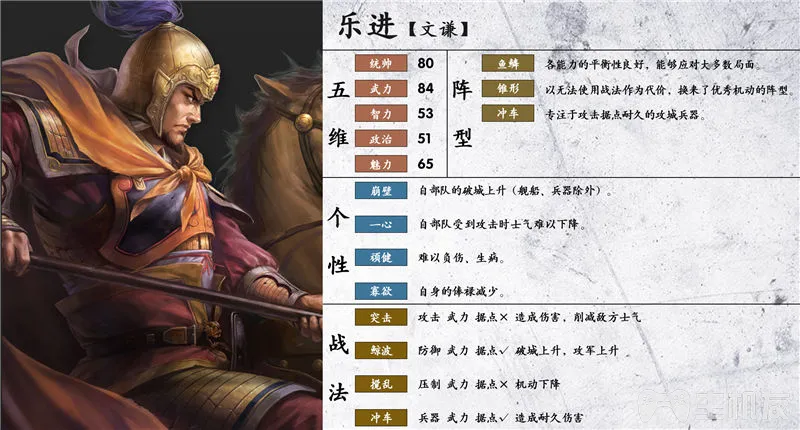 乐进【文谦】
五维
统帅 80
武力 84
智力 53
政治 51
魅力 65
阵型
鱼鳞 各能力的平衡性良好，能够应对大多数局面。
锥形 以无法使用战法作为代价，换来了优秀机动的阵型。
冲车 专注于攻击据点耐久的攻城兵器。
个性
崩壁 自部队的破城上升（舰船、兵器除外）。
一心 自部队受到攻击时士气难以下降。
顽健 难以负伤、生病。
寡欲 自身的俸禄减少。
战法
突击 攻击 武力 据点× 造成伤害，削减敌方士气
鲸波 防御 武力 据点✓ 破城上升，攻军上升
搅乱 压制 武力 据点× 机动下降
冲车 兵器 武力 据点✓ 造成耐久伤害